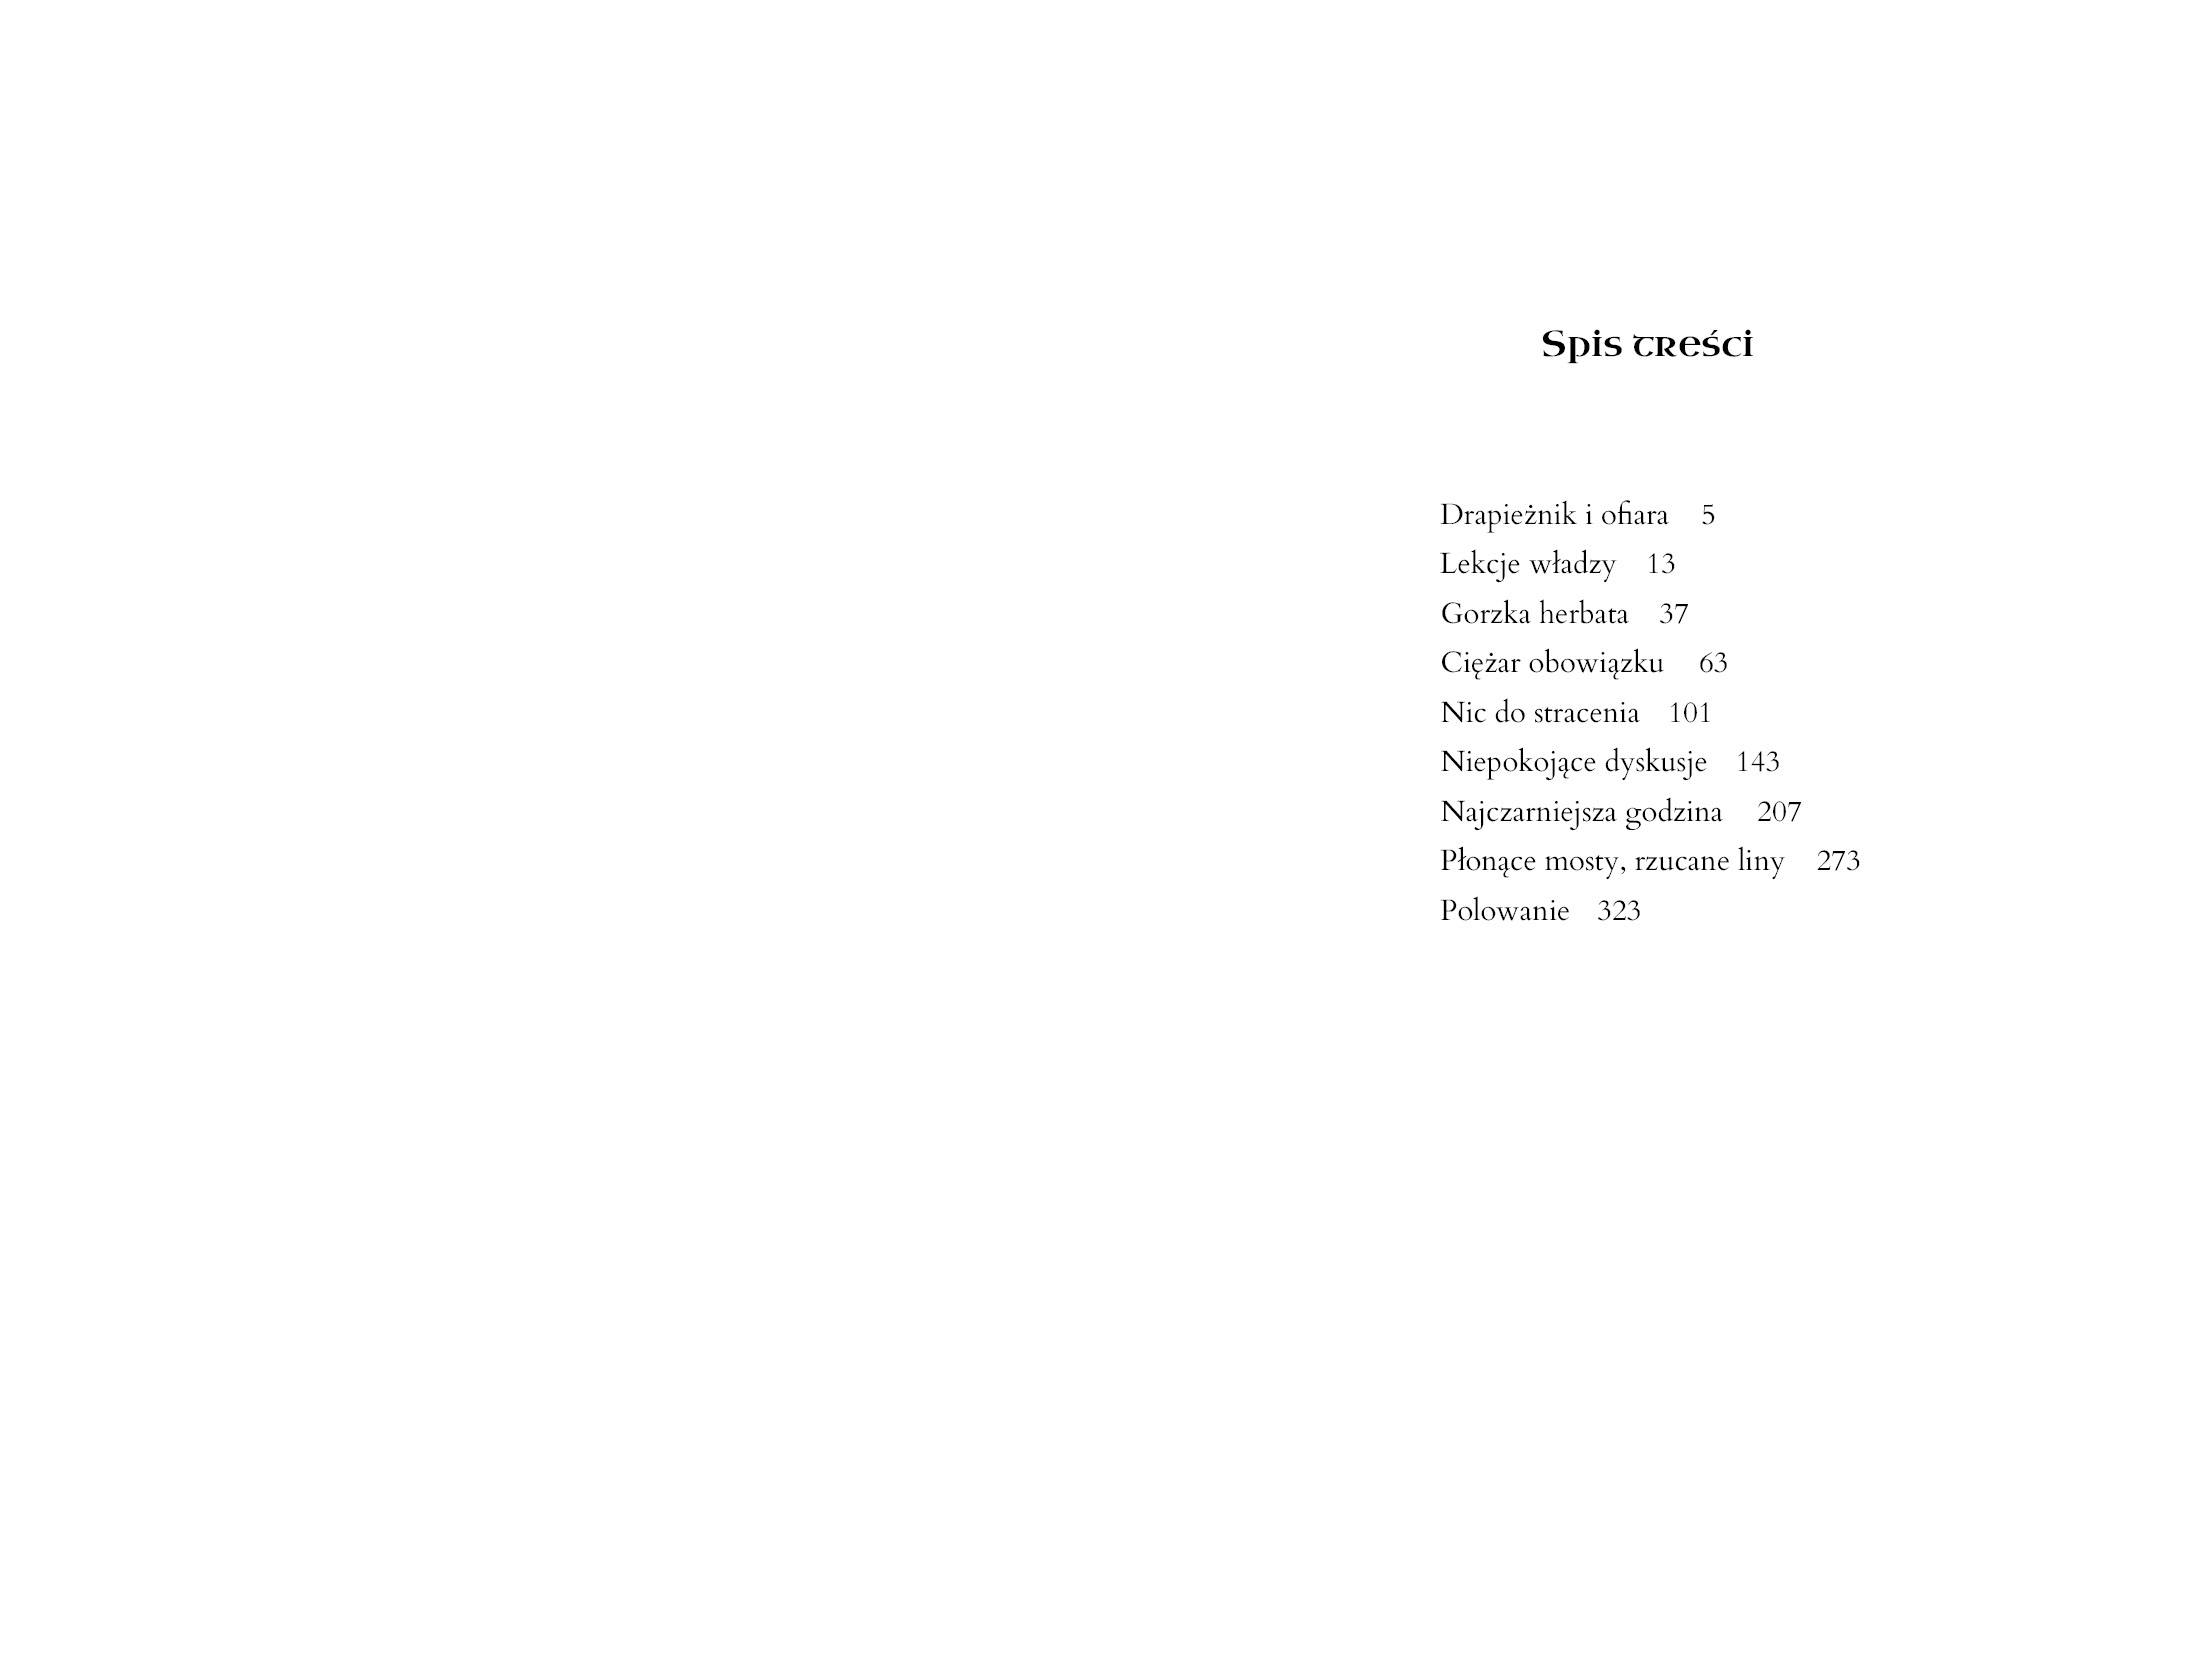 Spis treści
Drapieżnik i ofiara 5
Lekcje władzy 13
Gorzka herbata 37
Ciężar obowiązku 63
Nic do stracenia 101
Niepokojące dyskusje 143
Najczarniejsza godzina 207
Płonące mosty, rzucane liny 273
Polowanie 323